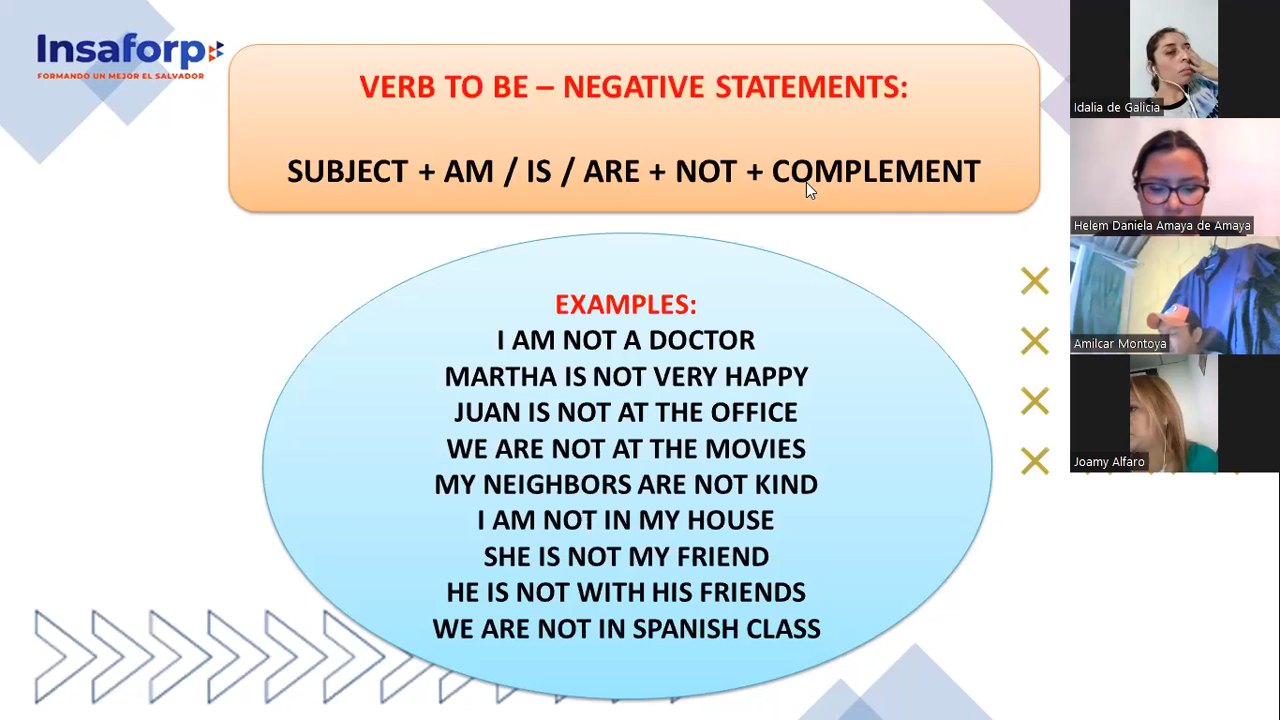 Insaforp
FORMANDO UN MEJOR EL SALVADOR
VERB TO BE – NEGATIVE STATEMENTS:
SUBJECT + AM / IS / ARE + NOT + COMPLEMENT
EXAMPLES:
I AM NOT A DOCTOR
MARTHA IS NOT VERY HAPPY
JUAN IS NOT AT THE OFFICE
WE ARE NOT AT THE MOVIES
MY NEIGHBORS ARE NOT KIND
I AM NOT IN MY HOUSE
SHE IS NOT MY FRIEND
HE IS NOT WITH HIS FRIENDS
WE ARE NOT IN SPANISH CLASS
Idalia de Galicia
Helem Daniela Amaya de Amaya
Amilcar Montoya
Joamy Alfaro